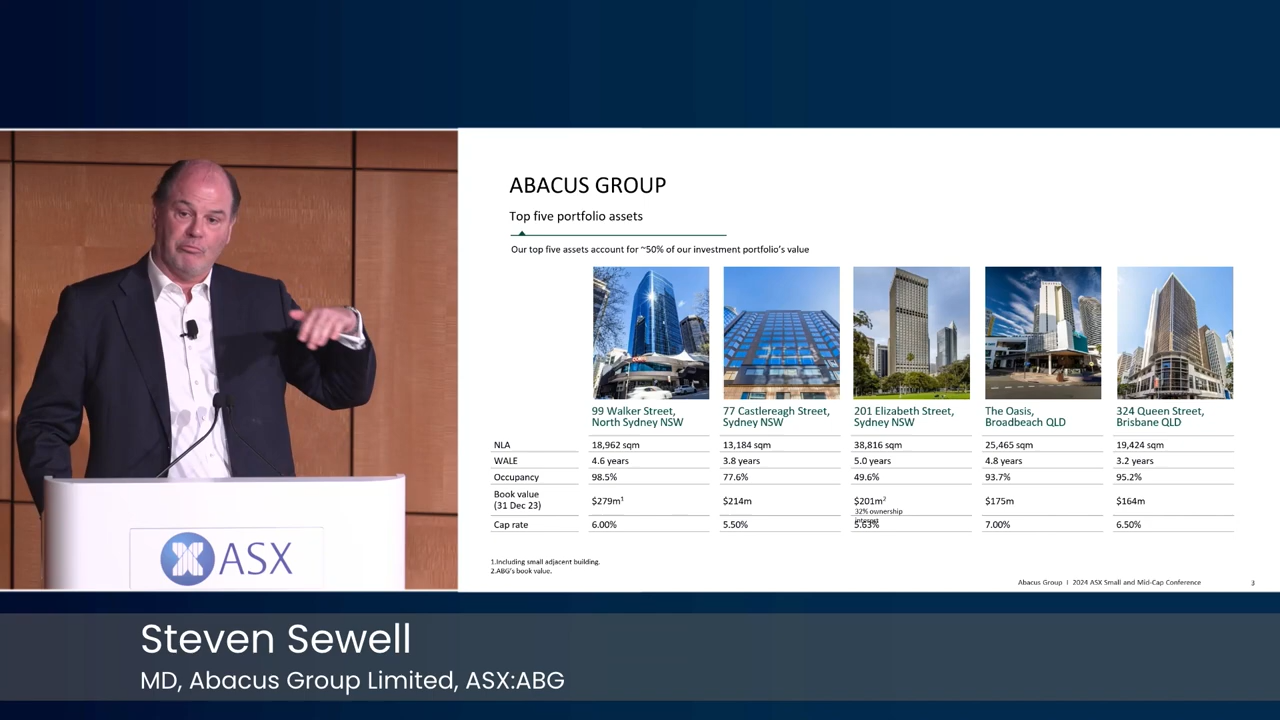 ABACUS GROUP
Top five portfolio assets
Our top five assets account for ~50% of our investment portfolio's value
99 Walker Street, North Sydney NSW
77 Castlereagh Street, Sydney NSW
201 Elizabeth Street, Sydney NSW
The Oasis, Broadbeach QLD
324 Queen Street, Brisbane QLD
NLA 18,962 sqm 13,184 sqm 38,816 sqm 25,465 sqm 19,424 sqm
WALE 4.6 years 3.8 years 5.0 years 4.8 years 3.2 years
Occupancy 98.5% 77.6% 49.6% 93.7% 95.2%
Book value (31 Dec 23) $279m1 $214m $201m2 32% ownership interest $175m $164m
Cap rate 6.00% 5.50% 5.63% 7.00% 6.50%
1.Including small adjacent building.
2.ABG's book value.
Abacus Group I 2024 ASX Small and Mid-Cap Conference 3
ASX
Steven Sewell
MD, Abacus Group Limited, ASX:ABG